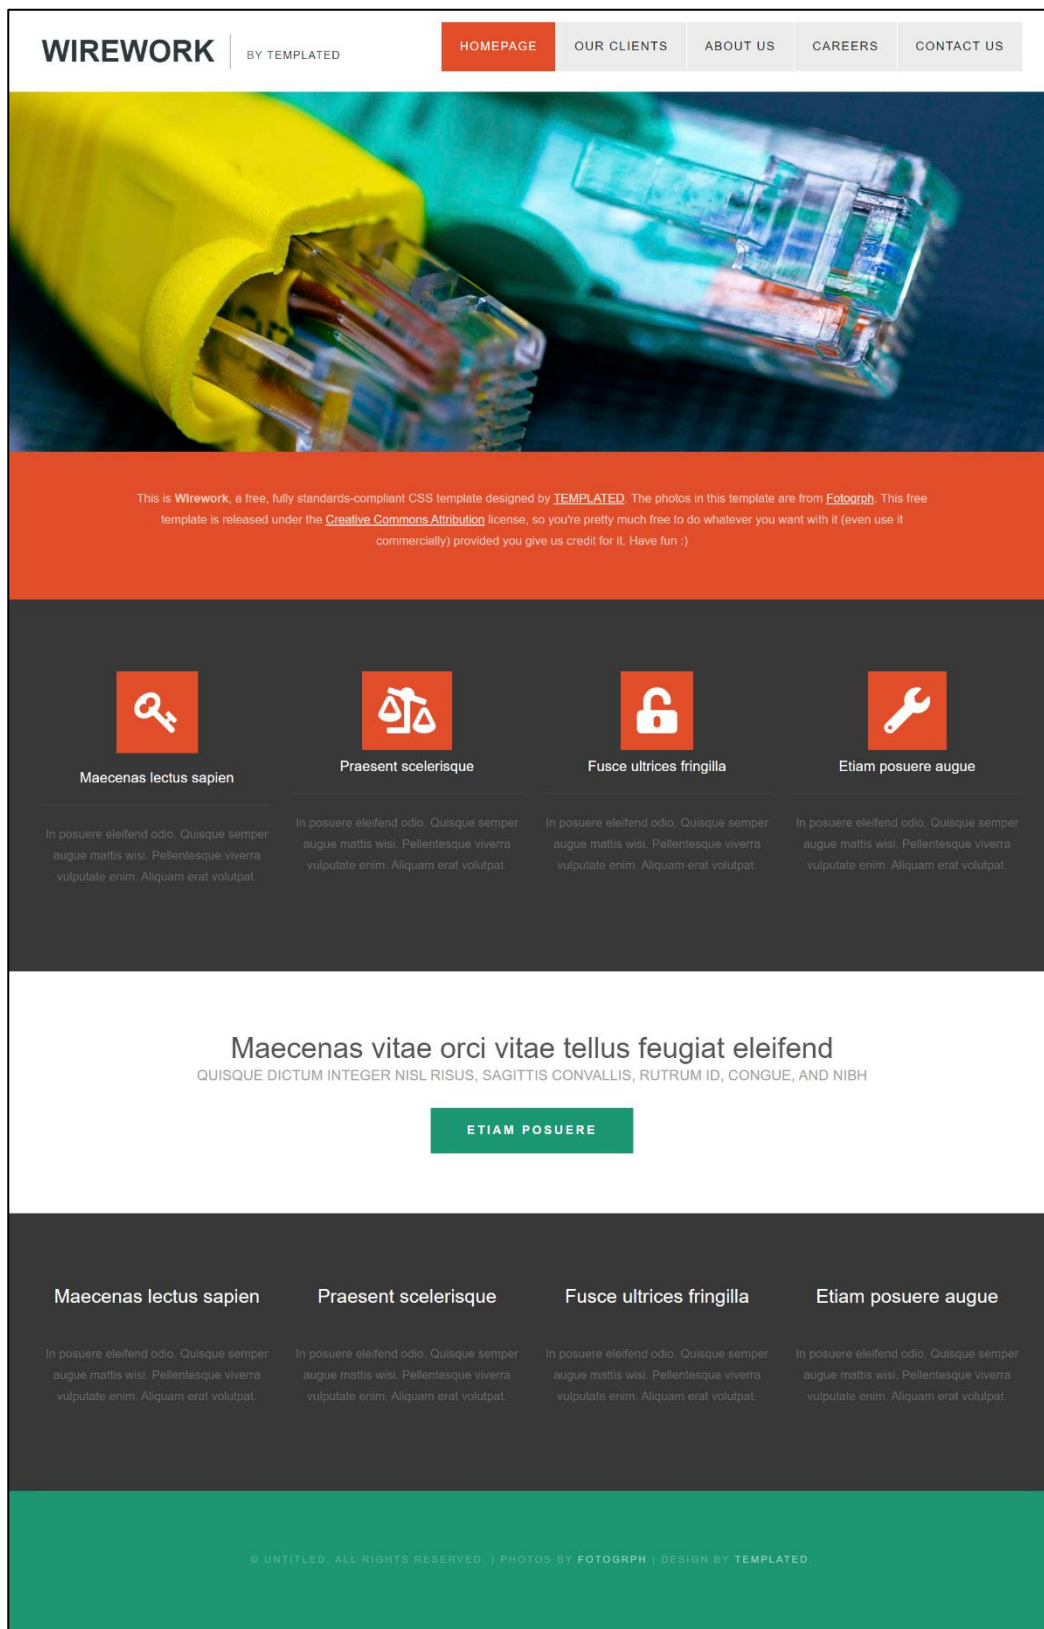 WIREWORK
BY TEMPLATED
HOMEPAGE
OUR CLIENTS
ABOUT US
CAREERS
CONTACT US
This is Wirework, a free, fully standards-compliant CSS template designed by TEMPLATED. The photos in this template are from Fotogrph. This free
template is released under the Creative Commons Attribution license, so you're pretty much free to do whatever you want with it (even use it
commercially) provided you give us credit for it. Have fun :)
Maecenas lectus sapien
In posuere eleifend odio. Quisque semper
augue mattis wisi. Pellentesque viverra
vulputate enim. Aliquam erat volutpat.
Praesent scelerisque
In posuere eleifend odio. Quisque semper
augue mattis wisi. Pellentesque viverra
vulputate enim. Aliquam erat volutpat.
Fusce ultrices fringilla
In posuere eleifend odio. Quisque semper
augue mattis wisi. Pellentesque viverra
vulputate enim. Aliquam erat volutpat.
Etiam posuere augue
In posuere eleifend odio. Quisque semper
augue mattis wisi. Pellentesque viverra
vulputate enim. Aliquam erat volutpat.
Maecenas vitae orci vitae tellus feugiat eleifend
QUISQUE DICTUM INTEGER NISL RISUS, SAGITTIS CONVALLIS, RUTRUM ID, CONGUE, AND NIBH
ETIAM POSUERE
Maecenas lectus sapien
In posuere eleifend odio. Quisque semper
augue mattis wisi. Pellentesque viverra
vulputate enim. Aliquam erat volutpat.
Praesent scelerisque
In posuere eleifend odio. Quisque semper
augue mattis wisi. Pellentesque viverra
vulputate enim. Aliquam erat volutpat.
Fusce ultrices fringilla
In posuere eleifend odio. Quisque semper
augue mattis wisi. Pellentesque viverra
vulputate enim. Aliquam erat volutpat.
Etiam posuere augue
In posuere eleifend odio. Quisque semper
augue mattis wisi. Pellentesque viverra
vulputate enim. Aliquam erat volutpat.
© UNTITLED. ALL RIGHTS RESERVED. | PHOTOS BY FOTOGRPH | DESIGN BY TEMPLATED.